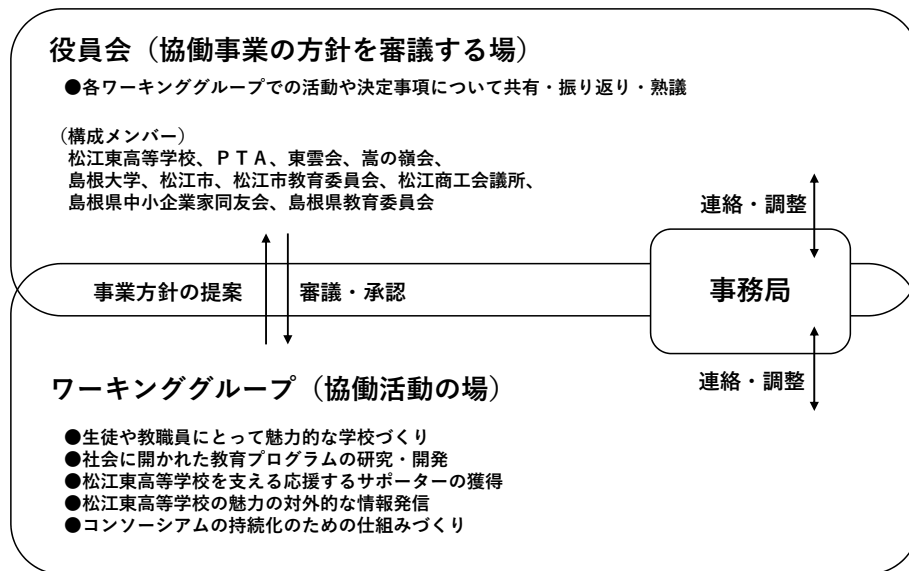 役員会（協働事業の方針を審議する場）
●各ワーキンググループでの活動や決定事項について共有・振り返り・熟議
（構成メンバー）
松江東高等学校、ＰＴＡ、東雲会、嵩の嶺会、
島根大学、松江市、松江市教育委員会、松江商工会議所、
島根県中小企業家同友会、島根県教育委員会
連絡・調整
事業方針の提案
審議・承認
事務局
連絡・調整
ワーキンググループ（協働活動の場）
●生徒や教職員にとって魅力的な学校づくり
●社会に開かれた教育プログラムの研究・開発
●松江東高等学校を支える応援するサポーターの獲得
●松江東高等学校の魅力の対外的な情報発信
●コンソーシアムの持続化のための仕組みづくり